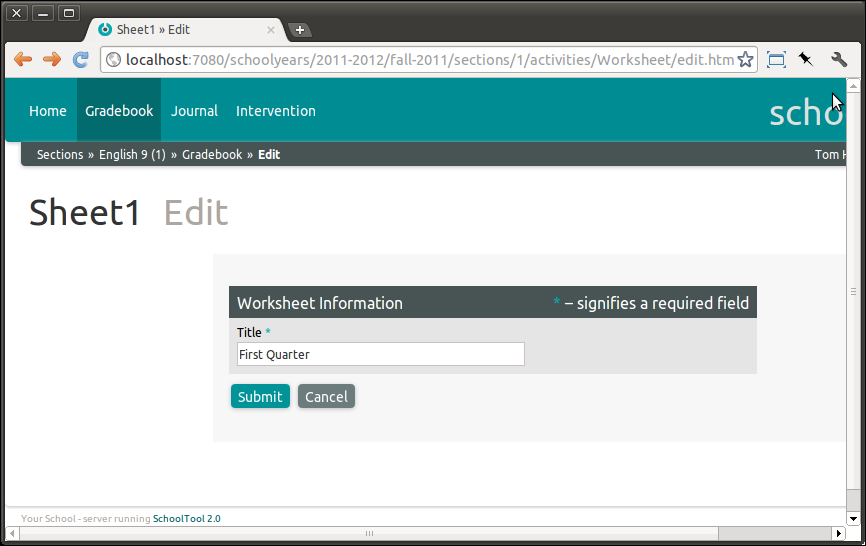 Sheet1 » Edit
localhost:7080/schoolyears/2011-2012/fall-2011/sections/1/activities/Worksheet/edit.htm
Home Gradebook Journal Intervention scho
Sections » English 9 (1) » Gradebook » Edit Tom H
Sheet1 Edit
Worksheet Information * – signifies a required field
Title *
First Quarter
Submit Cancel
Your School - server running SchoolTool 2.0